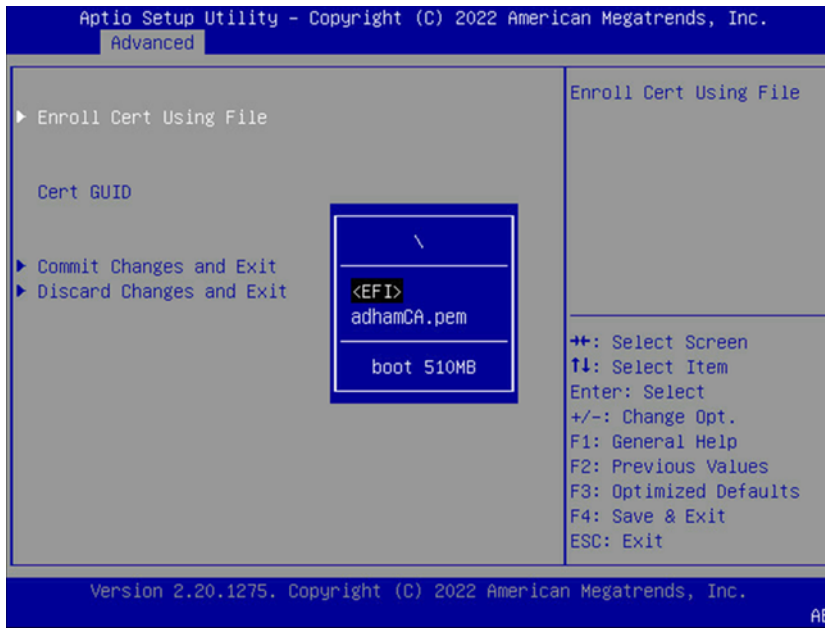 Aptio Setup Utility – Copyright (C) 2022 American Megatrends, Inc.
Advanced
Enroll Cert Using File
Cert GUID
Commit Changes and Exit
Discard Changes and Exit
\
<EFI>
adhamCA.pem
boot 510MB
Enroll Cert Using File
→←: Select Screen
↑↓: Select Item
Enter: Select
+/-: Change Opt.
F1: General Help
F2: Previous Values
F3: Optimized Defaults
F4: Save & Exit
ESC: Exit
Version 2.20.1275. Copyright (C) 2022 American Megatrends, Inc.